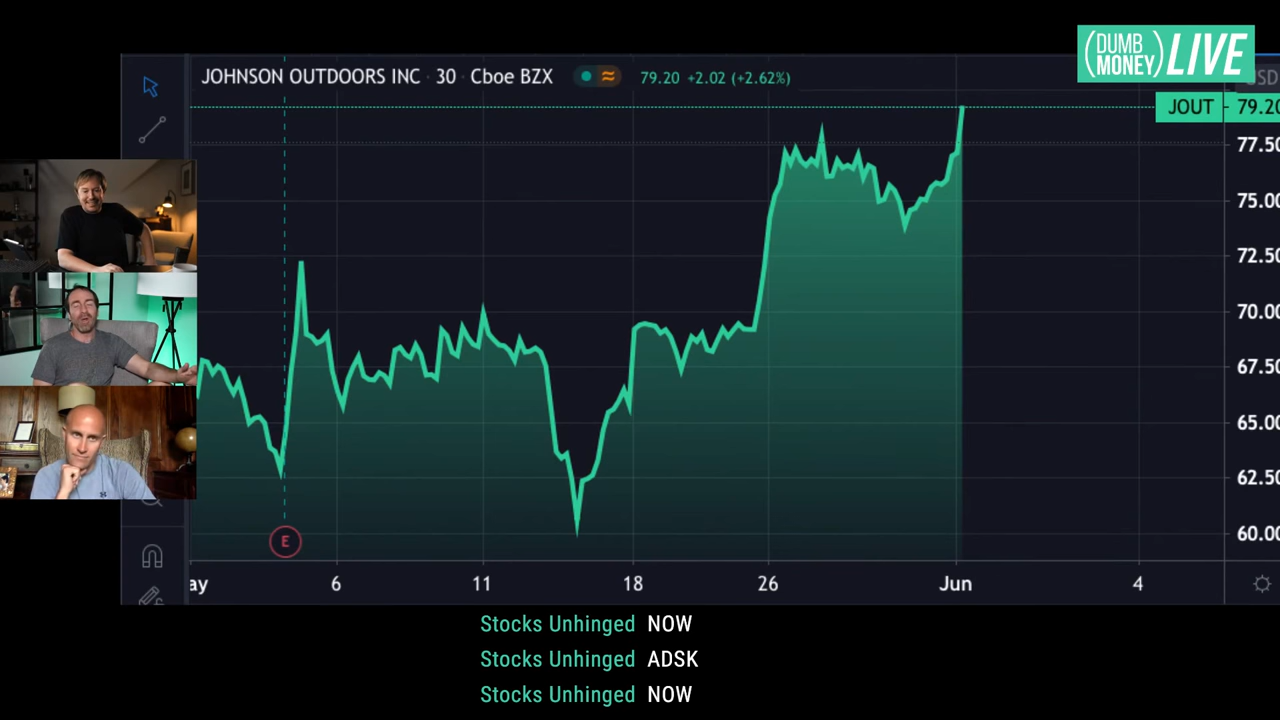 (DUMB MONEY) LIVE
JOHNSON OUTDOORS INC · 30 · Cboe BZX
79.20 +2.02 (+2.62%)
USD
JOUT 79.20
77.50
75.00
72.50
70.00
67.50
65.00
62.50
60.00
E
ay 6 11 18 26 Jun 4
Stocks Unhinged NOW
Stocks Unhinged ADSK
Stocks Unhinged NOW